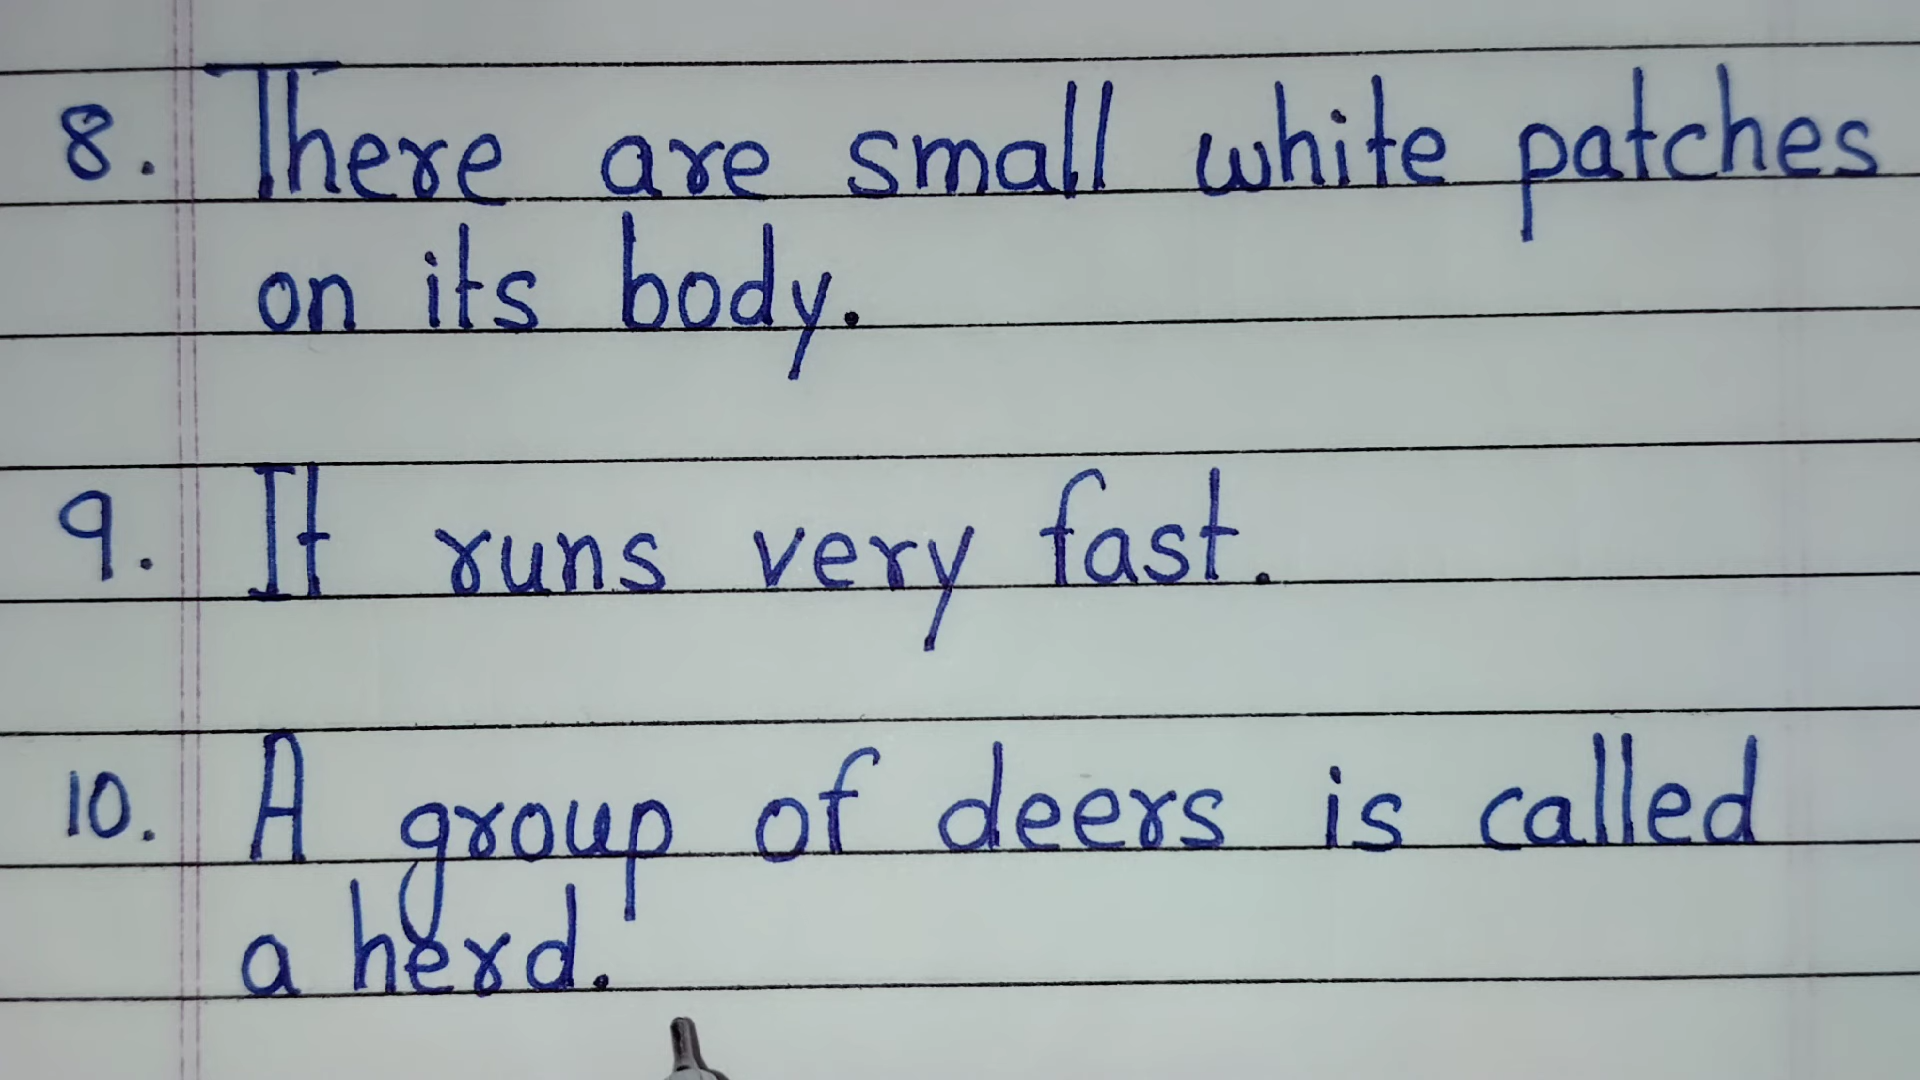 8. There are small white patches
on its body.
9. It runs very fast.
10. A group of deers is called
a herd.